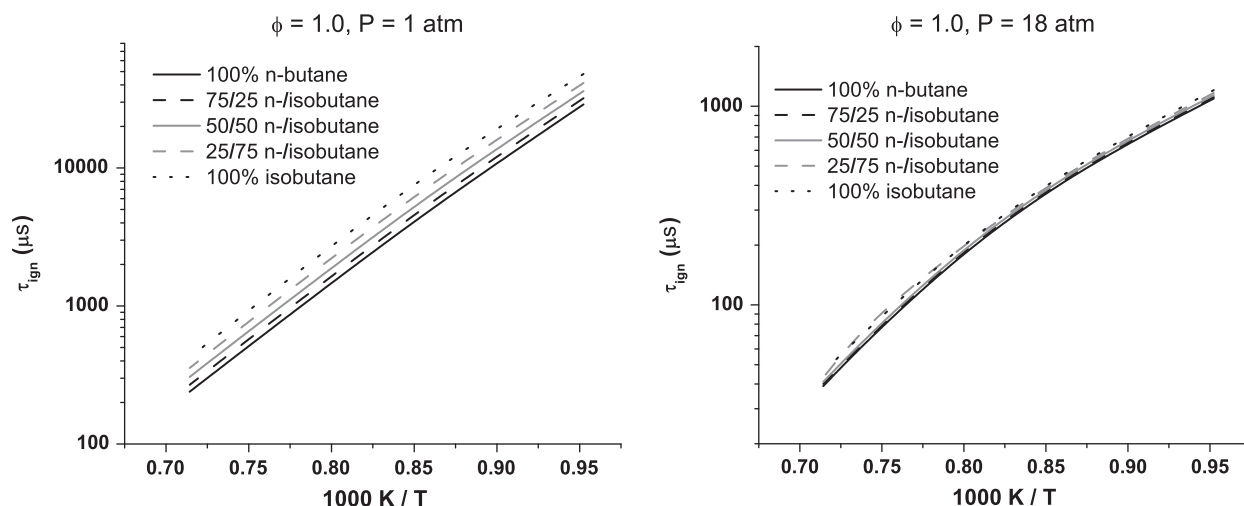 ϕ = 1.0, P = 1 atm
100% n-butane
75/25 n-/isobutane
50/50 n-/isobutane
25/75 n-/isobutane
100% isobutane
10000
1000
100
τign (μs)
0.70 0.75 0.80 0.85 0.90 0.95
1000 K / T
ϕ = 1.0, P = 18 atm
100% n-butane
75/25 n-/isobutane
50/50 n-/isobutane
25/75 n-/isobutane
100% isobutane
1000
100
τign (μs)
0.70 0.75 0.80 0.85 0.90 0.95
1000 K / T